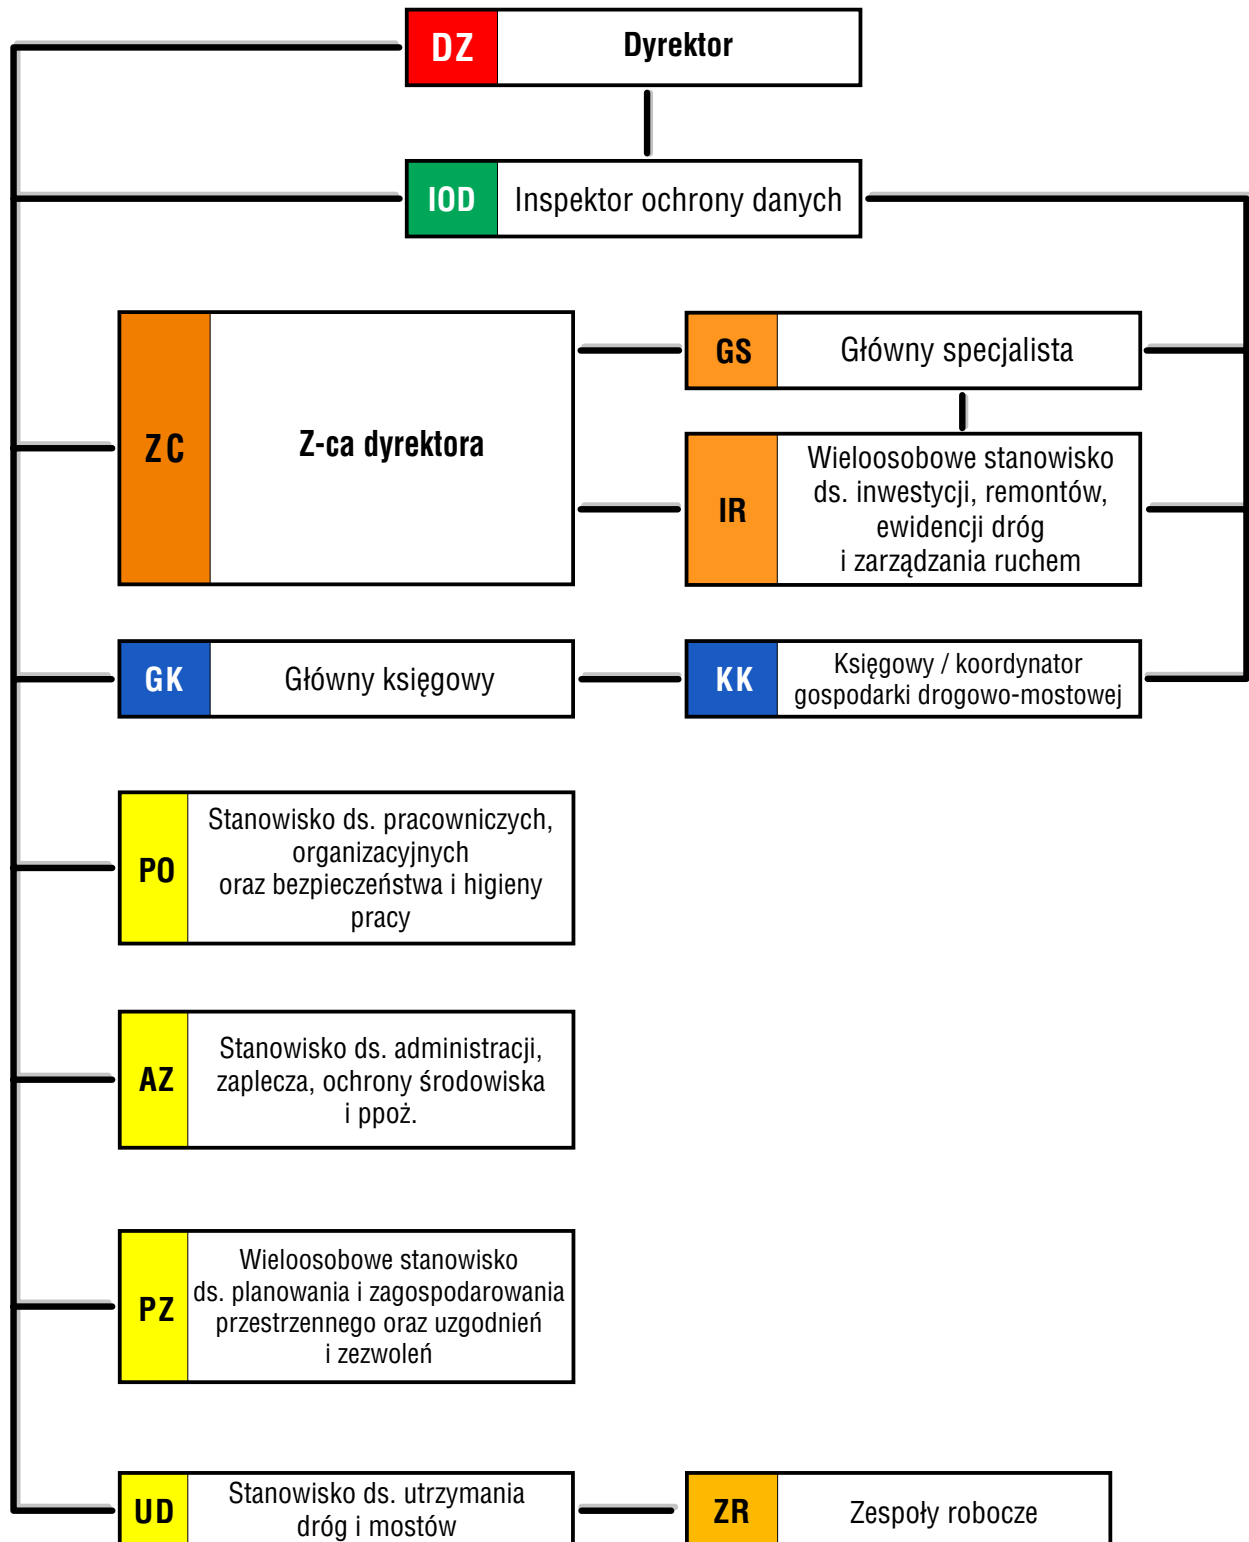 DZ
Dyrektor
IOD
Inspektor ochrony danych
ZC
Z-ca dyrektora
GS
Główny specjalista
IR
Wieloosobowe stanowisko
ds. inwestycji, remontów,
ewidencji dróg
i zarządzania ruchem
GK
Główny księgowy
KK
Księgowy / koordynator
gospodarki drogowo-mostowej
PO
Stanowisko ds. pracowniczych,
organizacyjnych
oraz bezpieczeństwa i higieny
pracy
AZ
Stanowisko ds. administracji,
zaplecza, ochrony środowiska
i ppoż.
PZ
Wieloosobowe stanowisko
ds. planowania i zagospodarowania
przestrzennego oraz uzgodnień
i zezwoleń
UD
Stanowisko ds. utrzymania
dróg i mostów
ZR
Zespoły robocze